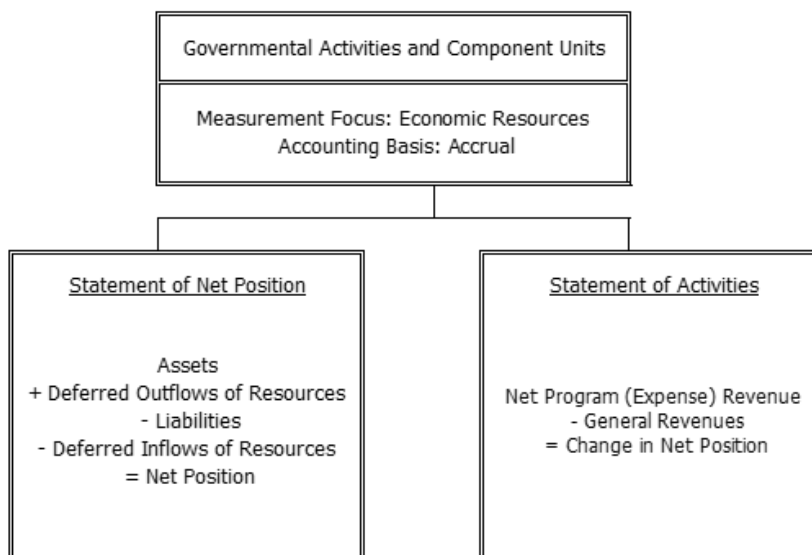 Governmental Activities and Component Units
Measurement Focus: Economic Resources
Accounting Basis: Accrual
Statement of Net Position
Assets
+ Deferred Outflows of Resources
- Liabilities
- Deferred Inflows of Resources
= Net Position
Statement of Activities
Net Program (Expense) Revenue
- General Revenues
= Change in Net Position